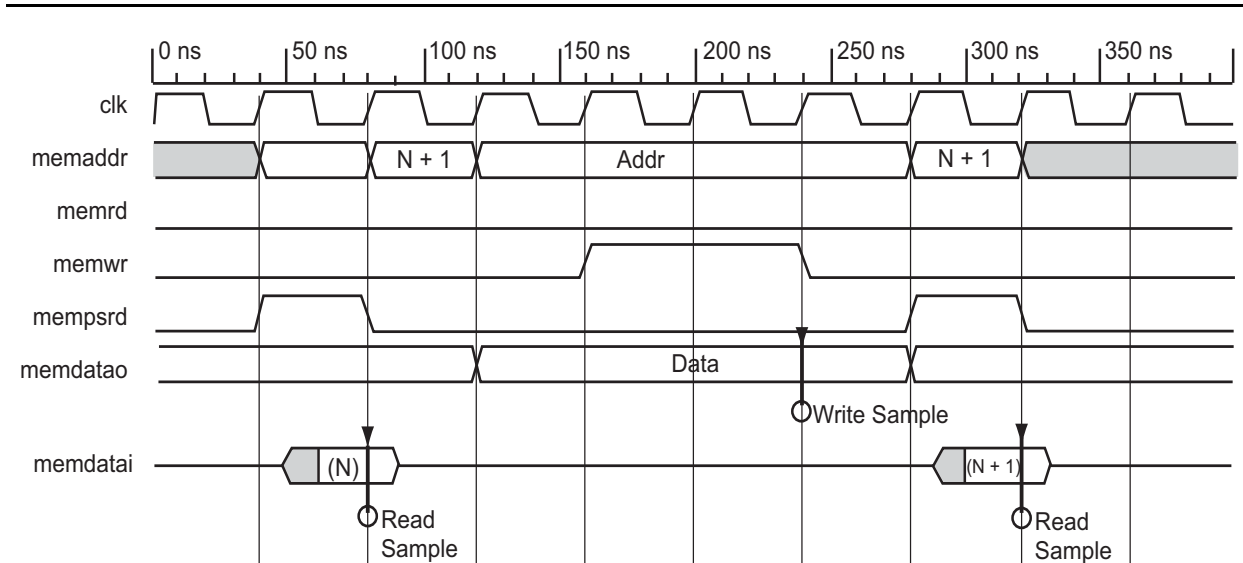 0 ns 50 ns 100 ns 150 ns 200 ns 250 ns 300 ns 350 ns
clk
memaddr N + 1 Addr N + 1
memrd
memwr
mempsrd
memdatao Data
Write Sample
memdatai (N) (N + 1)
Read Read
Sample Sample